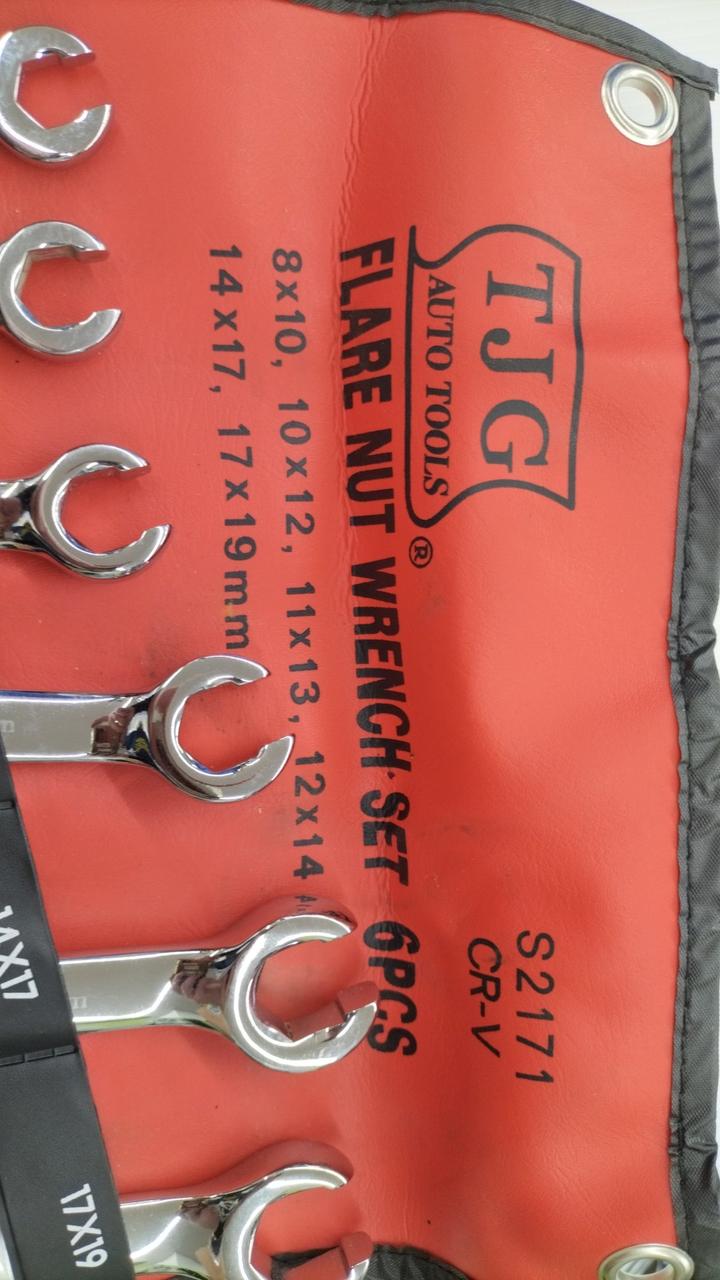 TJG
AUTO TOOLS®
S2171
CR-V
FLARE NUT WRENCH SET 6PCS
8x10, 10x12, 11x13, 12x14
14x17, 17x19mm
14X17
17X19